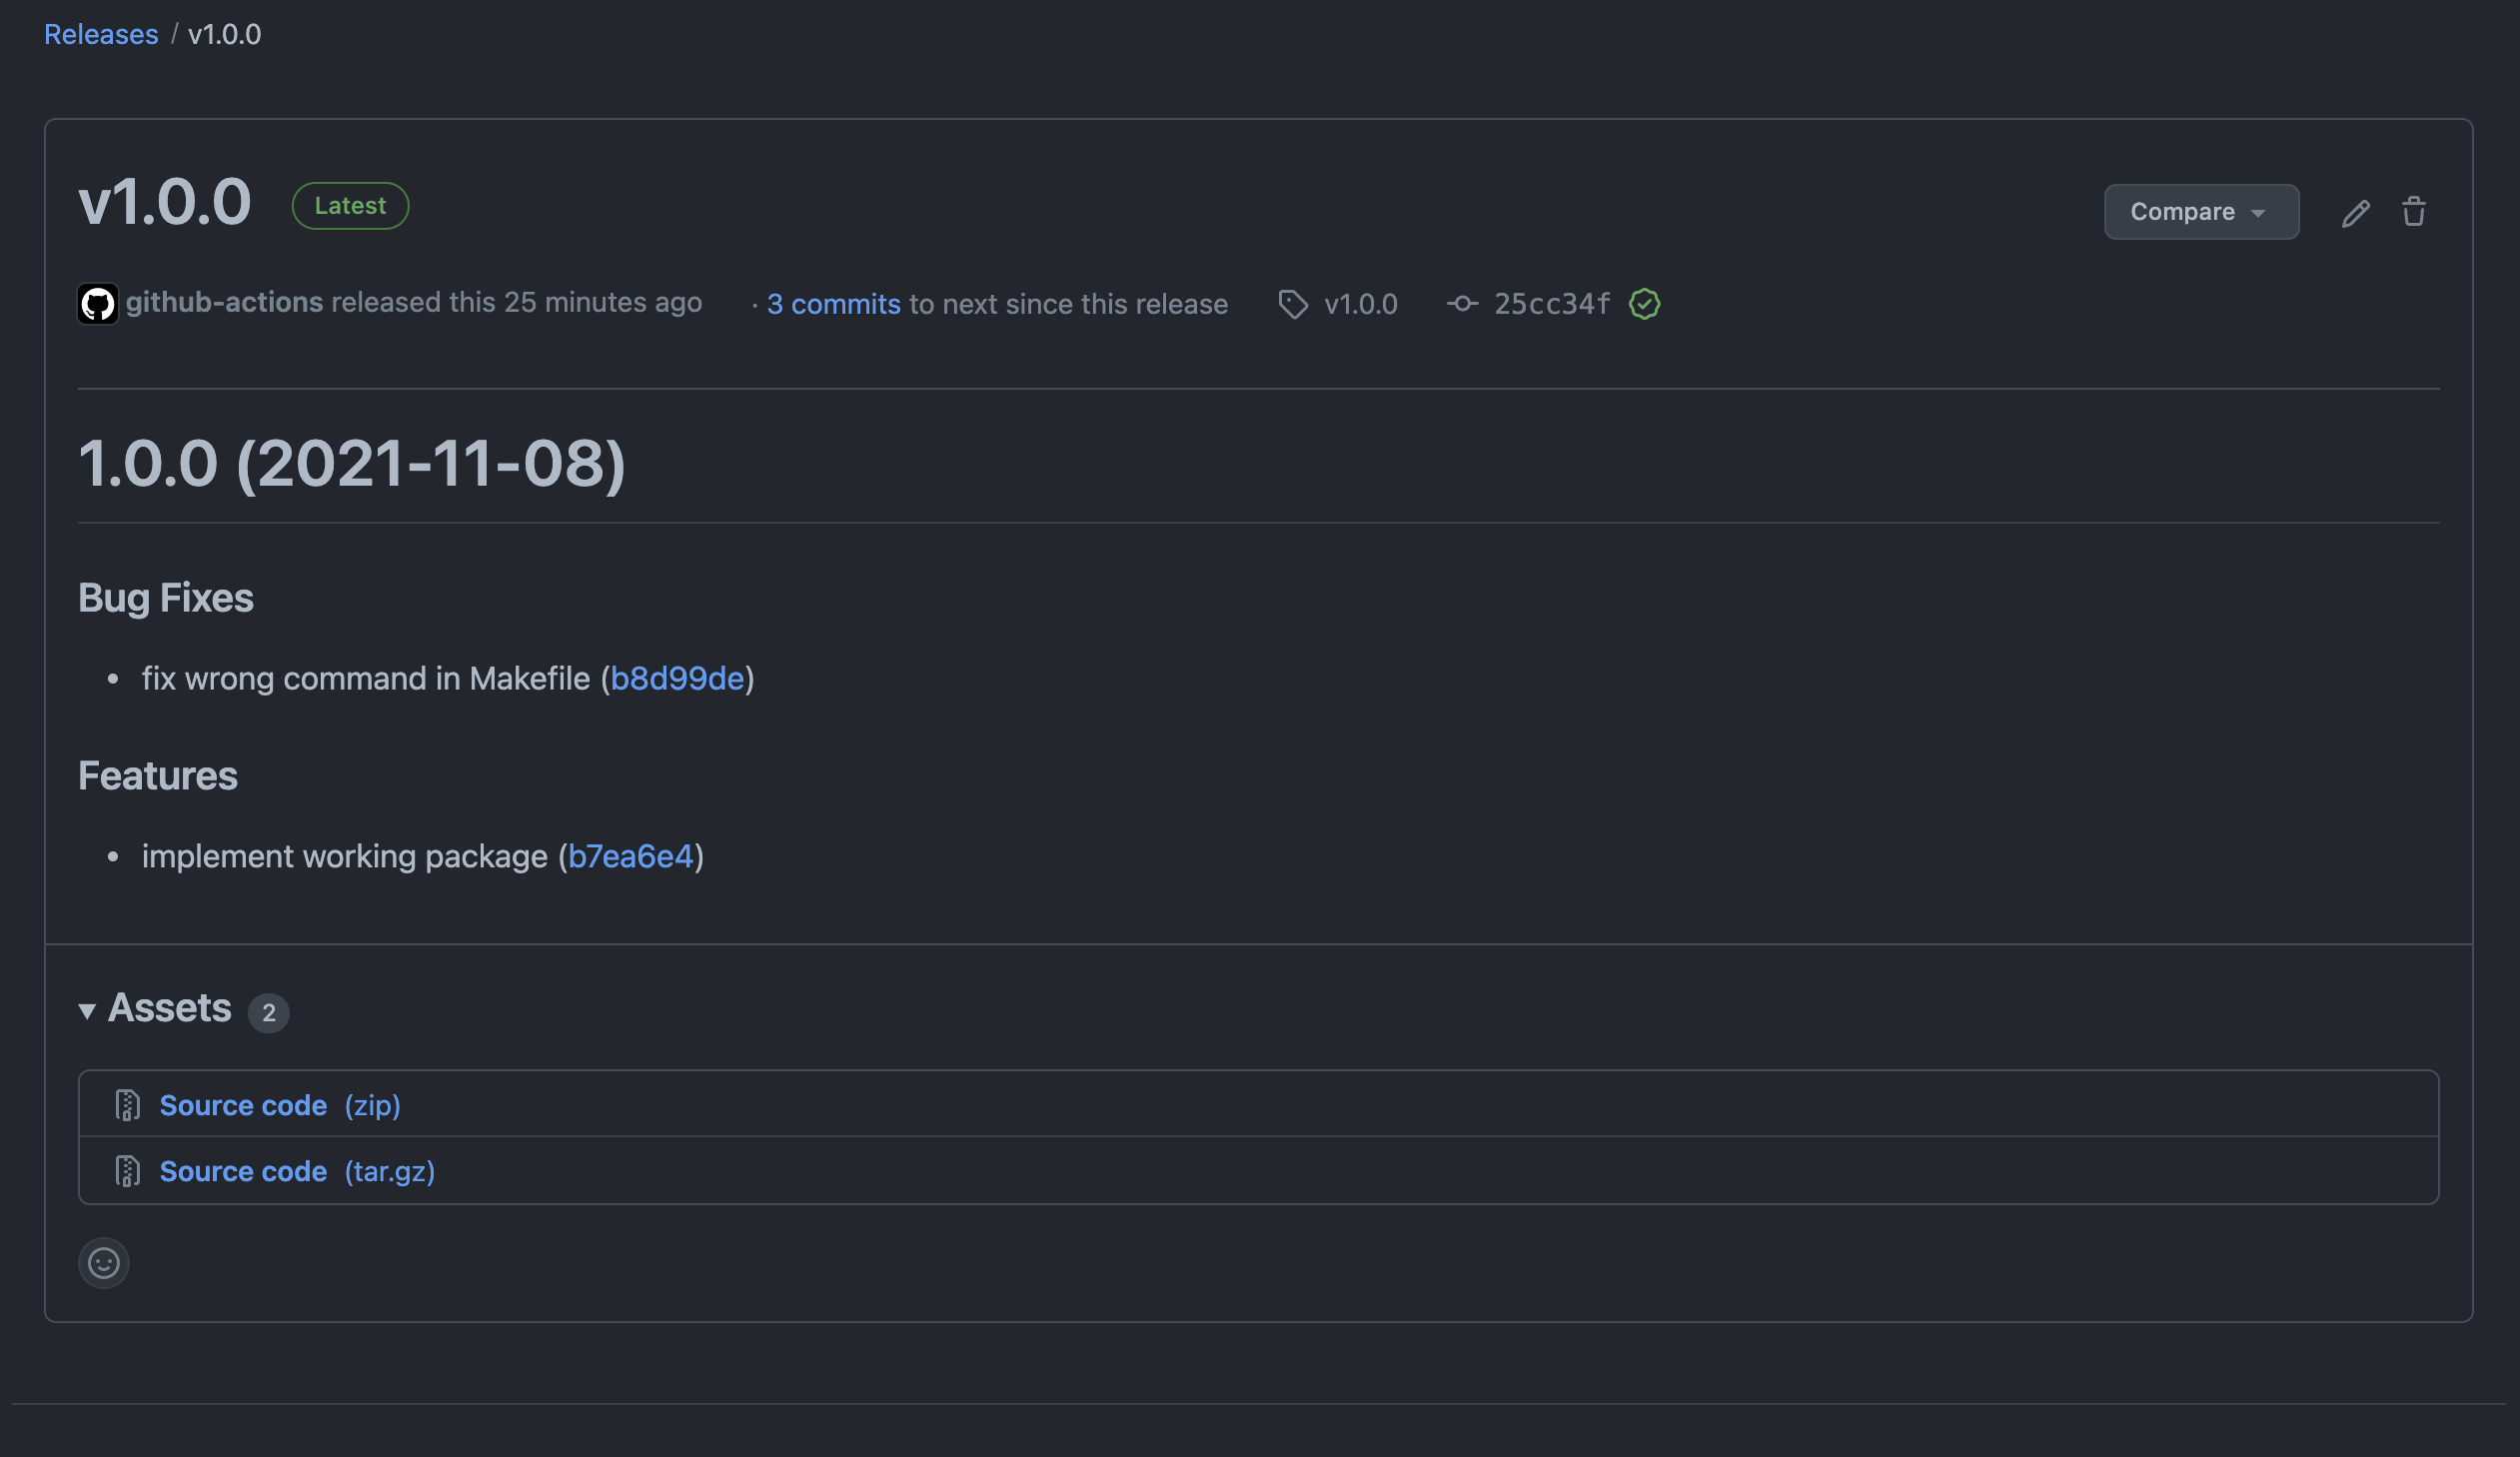 Releases / v1.0.0
v1.0.0 Latest Compare
github-actions released this 25 minutes ago · 3 commits to next since this release v1.0.0 25cc34f
1.0.0 (2021-11-08)
Bug Fixes
• fix wrong command in Makefile (b8d99de)
Features
• implement working package (b7ea6e4)
Assets 2
Source code (zip)
Source code (tar.gz)